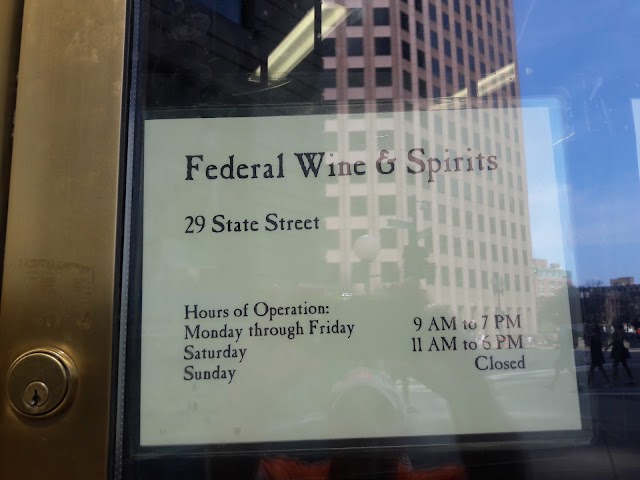 Federal Wine & Spirits
29 State Street
Hours of Operation:
Monday through Friday 9 AM to 7 PM
Saturday 11 AM to 6 PM
Sunday Closed